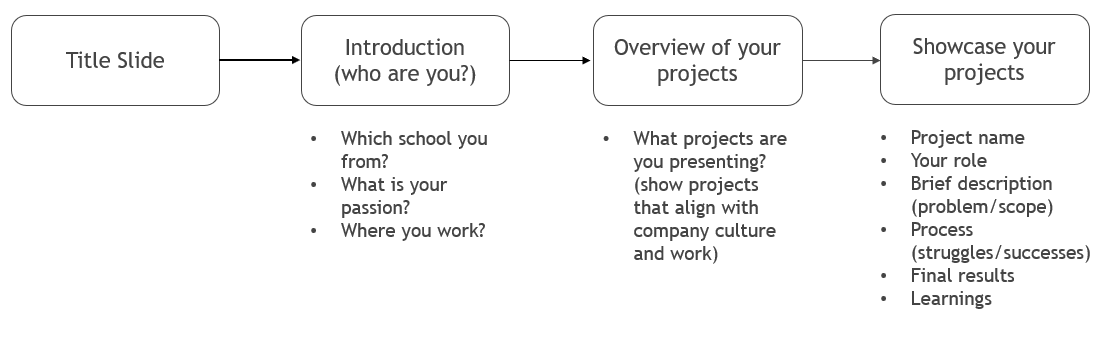 Title Slide
Introduction
(who are you?)
Overview of your
projects
Showcase your
projects
• Which school you
from?
• What is your
passion?
• Where you work?
• What projects are
you presenting?
(show projects
that align with
company culture
and work)
• Project name
• Your role
• Brief description
(problem/scope)
• Process
(struggles/successes)
• Final results
• Learnings